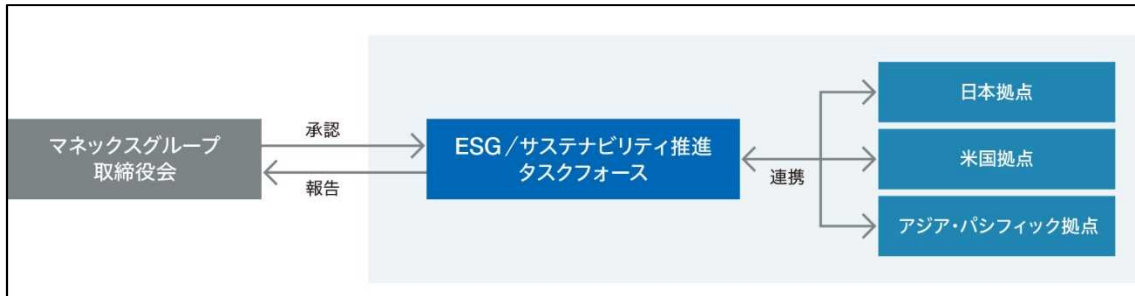 マネックスグループ
取締役会
承認
報告
ESG/サステナビリティ推進
タスクフォース
連携
日本拠点
米国拠点
アジア・パシフィック拠点